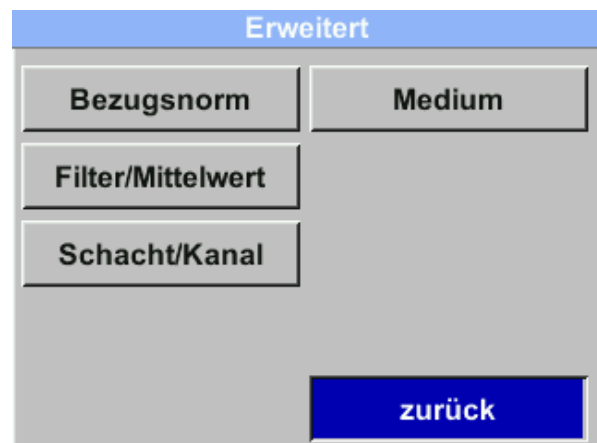 Erweitert
Bezugsnorm
Medium
Filter/Mittelwert
Schacht/Kanal
zurück